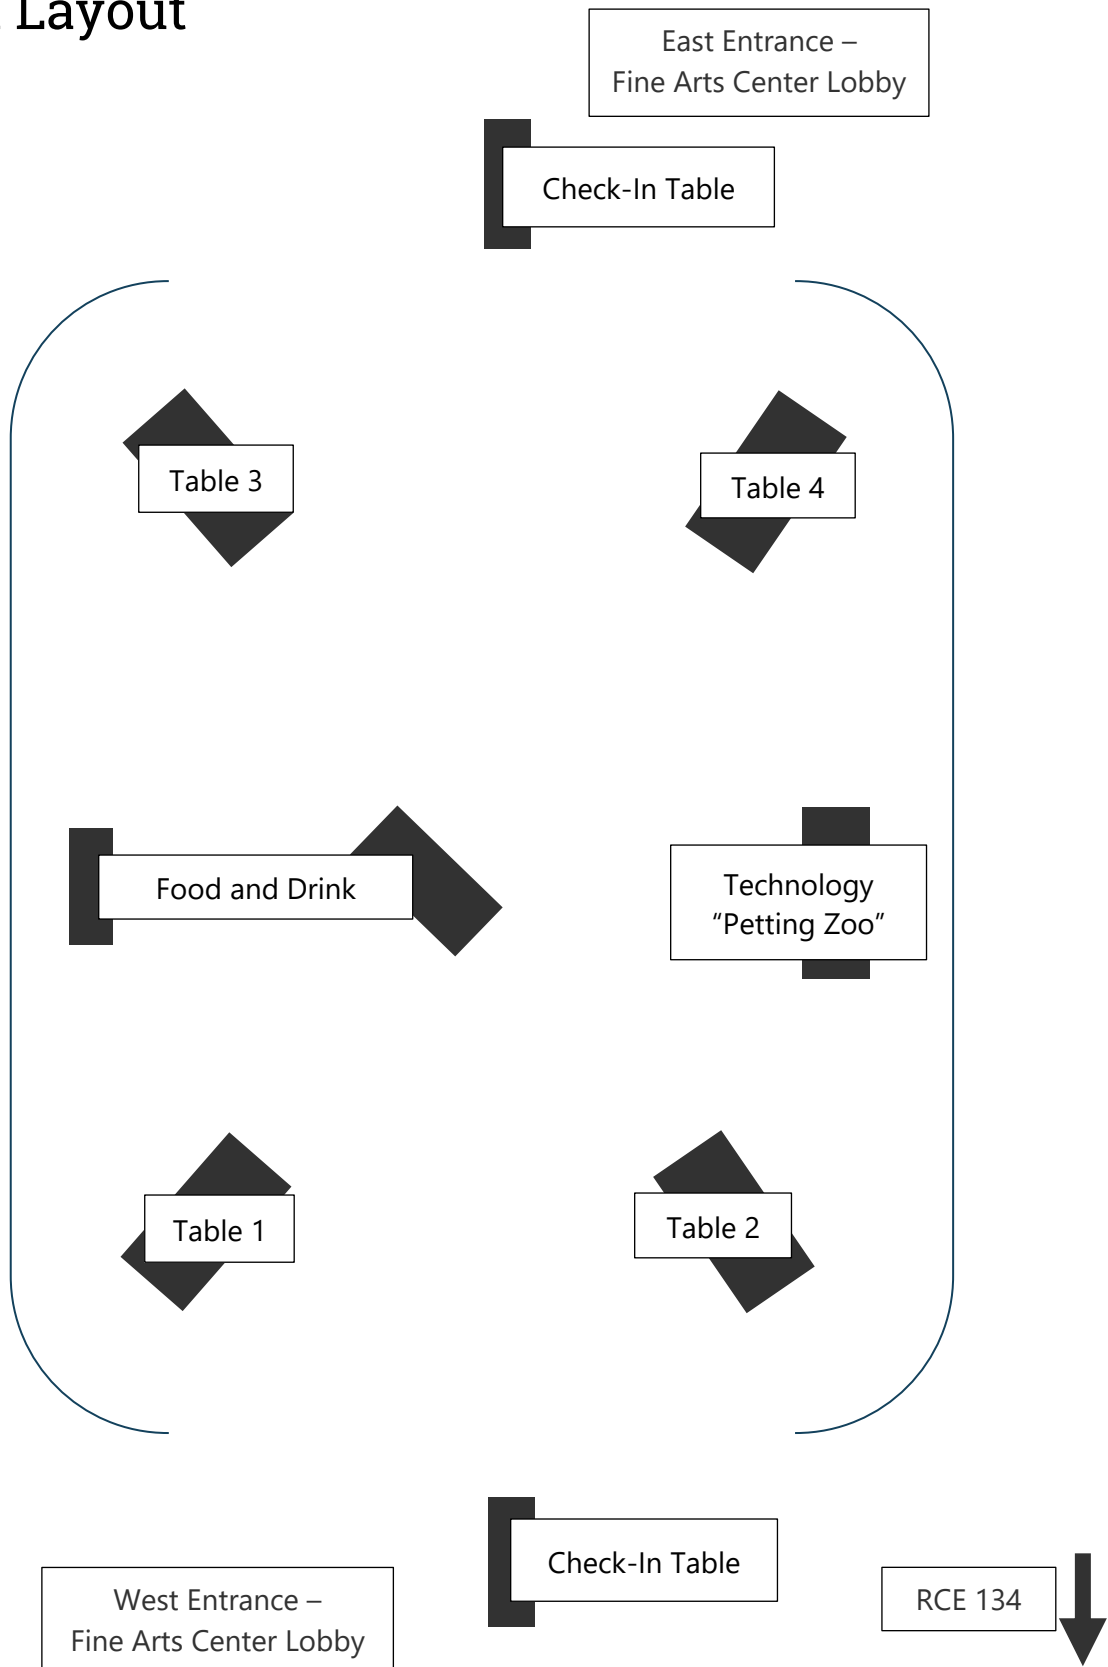 Layout
East Entrance –
Fine Arts Center Lobby
Check-In Table
Table 3
Table 4
Food and Drink
Technology
“Petting Zoo”
Table 1
Table 2
Check-In Table
West Entrance –
Fine Arts Center Lobby
RCE 134